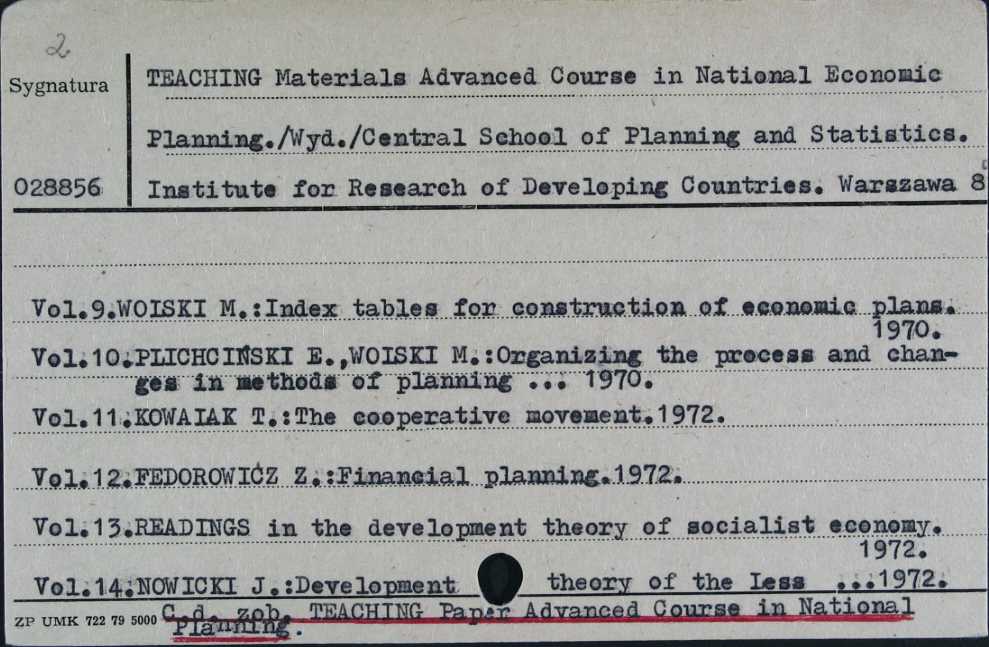 2
Sygnatura
TEACHING Materials Advanced Course in National Economic
Planning./Wyd./Central School of Planning and Statistics.
028856
Institute for Research of Developing Countries. Warszawa 8
Vol.9.WOISKI M.:Index tables for construction of economic plans.
1970.
Vol.10.PLICHCIŃSKI E.,WOISKI M.:Organizing the process and chan-
ges in methods of planning ... 1970.
Vol.11.KOWAIAK T.:The cooperative movement.1972.
Vol.12.FEDOROWIĆZ Z.:Financial planning.1972.
Vol.13.READINGS in the development theory of socialist economy.
1972.
Vol.14.NOWICKI J.:Development theory of the Iess ...1972.
C.d. zob. TEACHING Paper Advanced Course in National
ZP UMK 722 79 5000
Planning.